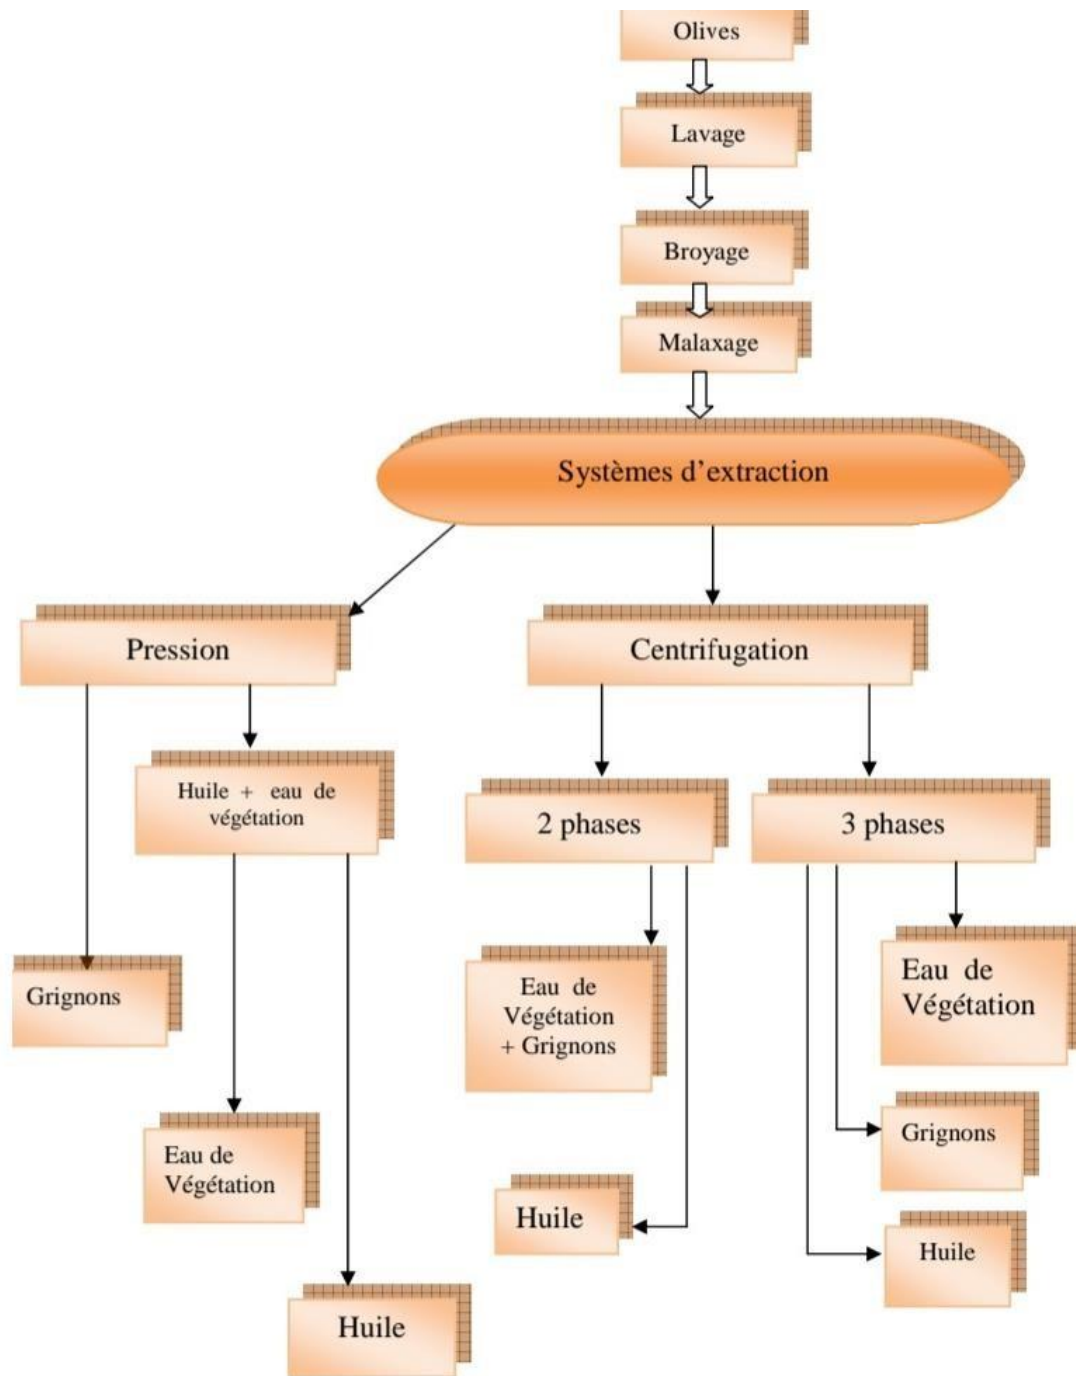 Olives
Lavage
Broyage
Malaxage
Systèmes d’extraction
Pression
Centrifugation
Huile + eau de
végétation
2 phases
3 phases
Grignons
Eau de
Végétation
+ Grignons
Eau de
Végétation
Eau de
Végétation
Grignons
Huile
Huile
Huile